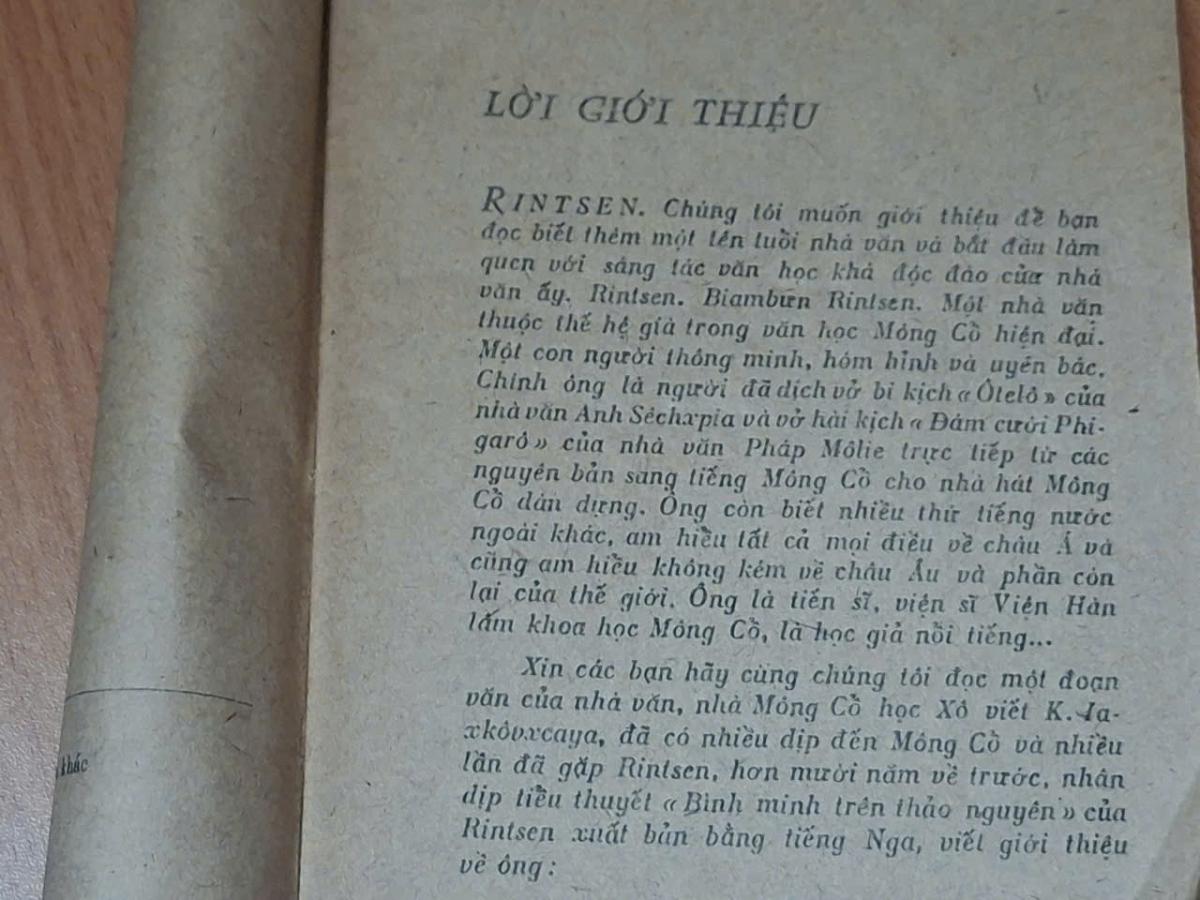 LỜI GIỚI THIỆU
RINTSEN. Chúng tôi muốn giới thiệu để bạn
đọc biết thêm một tên tuổi nhà văn và bắt đầu làm
quen với sáng tác văn học khá độc đáo của nhà
văn ấy. Rintsen. Biambưn Rintsen. Một nhà văn
thuộc thế hệ già trong văn học Mông Cổ hiện đại.
Một con người thông minh, hóm hỉnh và uyên bác.
Chính ông là người đã dịch vở bi kịch « Ôtelô » của
nhà văn Anh Sêchxpia và vở hài kịch « Đám cưới Phi-
garô » của nhà văn Pháp Môlie trực tiếp từ các
nguyên bản sang tiếng Mông Cổ cho nhà hát Mông
Cổ dàn dựng. Ông còn biết nhiều thứ tiếng nước
ngoài khác, am hiểu tất cả mọi điều về châu Á và
cũng am hiểu không kém về châu Âu và phần còn
lại của thế giới. Ông là tiến sĩ, viện sĩ Viện Hàn
lâm khoa học Mông Cổ, là học giả nổi tiếng...
Xin các bạn hãy cùng chúng tôi đọc một đoạn
văn của nhà văn, nhà Mông Cổ học Xô viết K. Ia-
xkôvxcaya, đã có nhiều dịp đến Mông Cổ và nhiều
lần đã gặp Rintsen, hơn mười năm về trước, nhân
dịp tiểu thuyết « Bình minh trên thảo nguyên » của
Rintsen xuất bản bằng tiếng Nga, viết giới thiệu
về ông :
khác